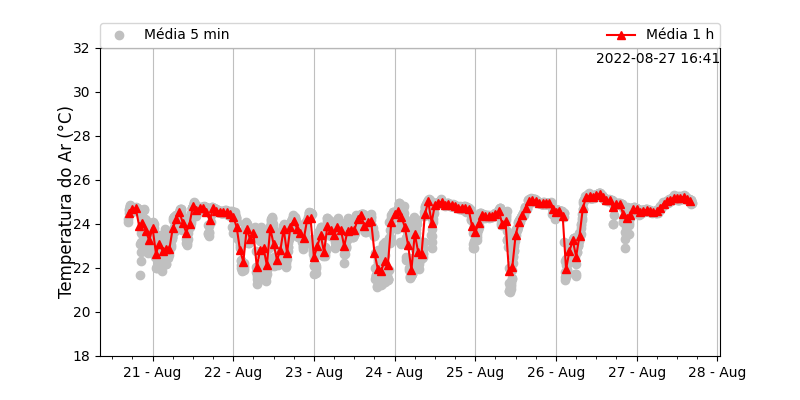 Média 5 min
Média 1 h
2022-08-27 16:41
Temperatura do Ar (°C)
32
30
28
26
24
22
20
18
21 - Aug
22 - Aug
23 - Aug
24 - Aug
25 - Aug
26 - Aug
27 - Aug
28 - Aug